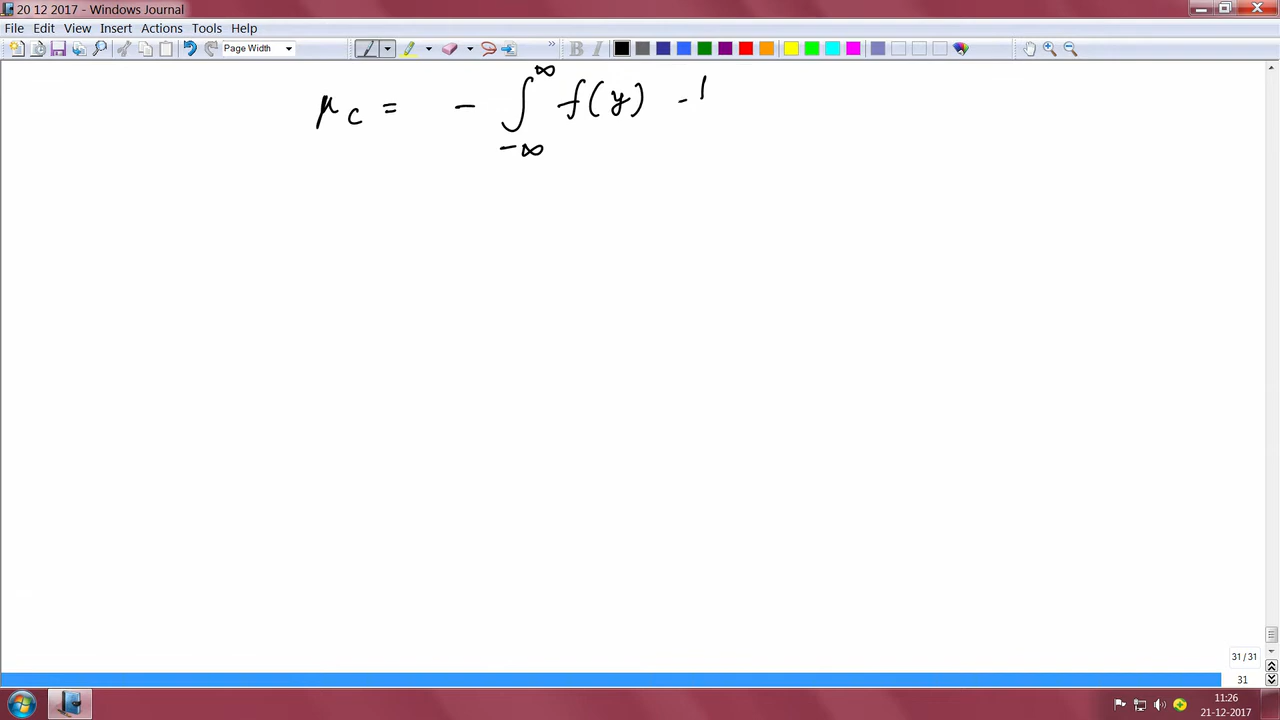 20 12 2017 - Windows Journal
File Edit View Insert Actions Tools Help
Page Width
B I
μ_C = - ∫_{-∞}^{∞} f(y)
31/31
31
11:26
21-12-2017